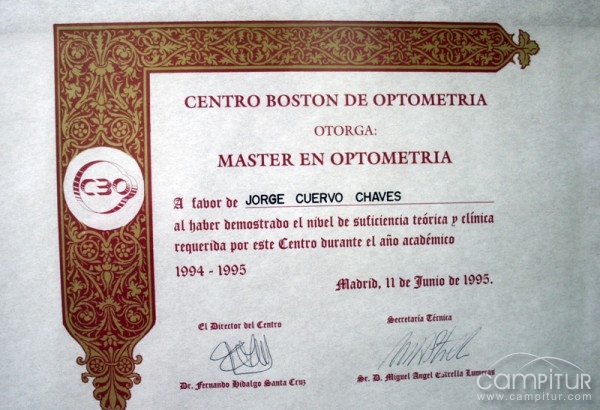 CENTRO BOSTON DE OPTOMETRIA
OTORGA:
MASTER EN OPTOMETRIA
CBO
A favor de JORGE CUERVO CHAVES
al haber demostrado el nivel de suficiencia teórica y clínica
requerida por este Centro durante el año académico
1994 - 1995
Madrid, 11 de Junio de 1995.
El Director del Centro
Secretaría Técnica
Dr. Fernando Hidalgo Santa Cruz
Sr. D. Miguel Angel Estrella
CAMPITUR
www.campitur.com